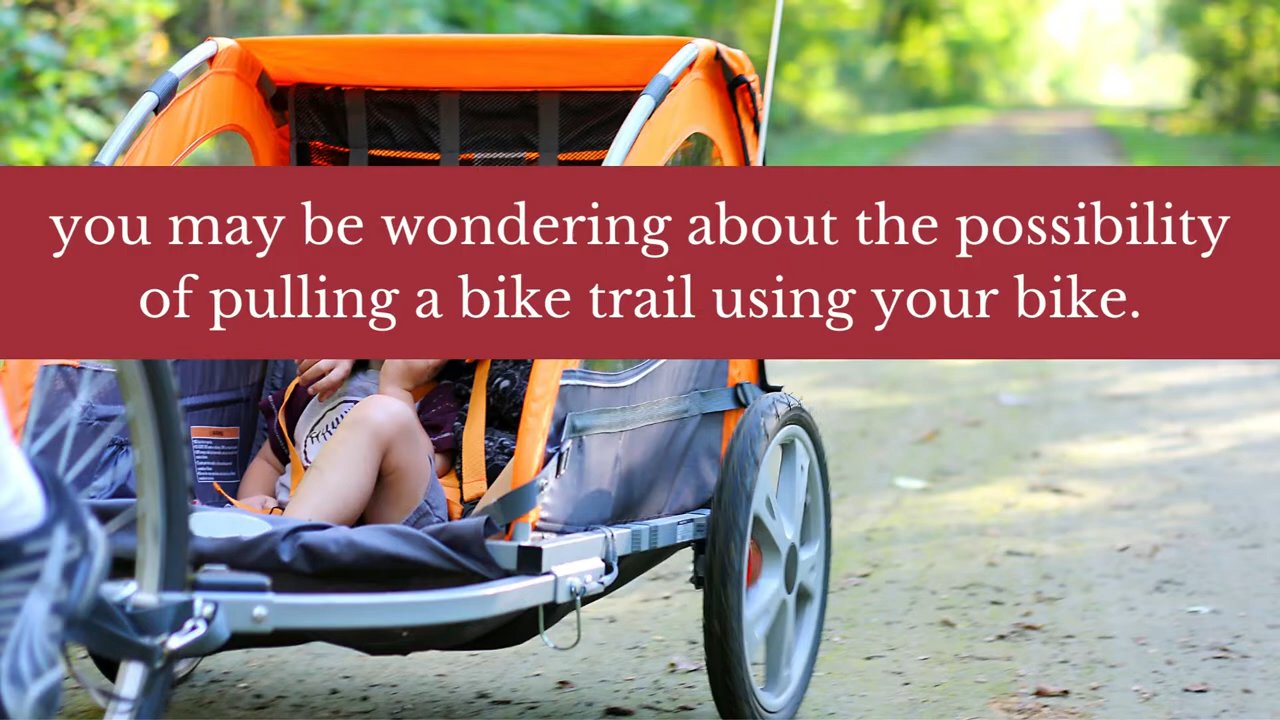 you may be wondering about the possibility
of pulling a bike trail using your bike.